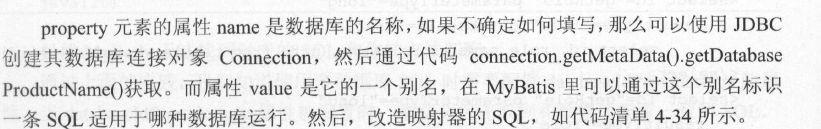 property 元素的属性 name 是数据库的名称，如果不确定如何填写，那么可以使用 JDBC
创建其数据库连接对象 Connection，然后通过代码 connection.getMetaData().getDatabase
ProductName()获取。而属性 value 是它的一个别名，在 MyBatis 里可以通过这个别名标识
一条 SQL 适用于哪种数据库运行。然后，改造映射器的 SQL，如代码清单 4-34 所示。